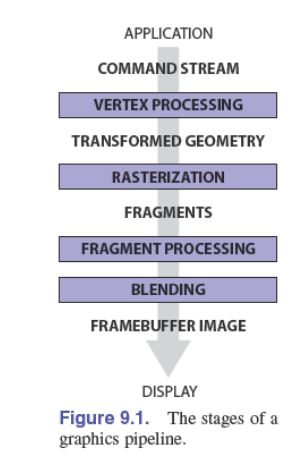 APPLICATION
COMMAND STREAM
VERTEX PROCESSING
TRANSFORMED GEOMETRY
RASTERIZATION
FRAGMENTS
FRAGMENT PROCESSING
BLENDING
FRAMEBUFFER IMAGE
DISPLAY
Figure 9.1. The stages of a
graphics pipeline.